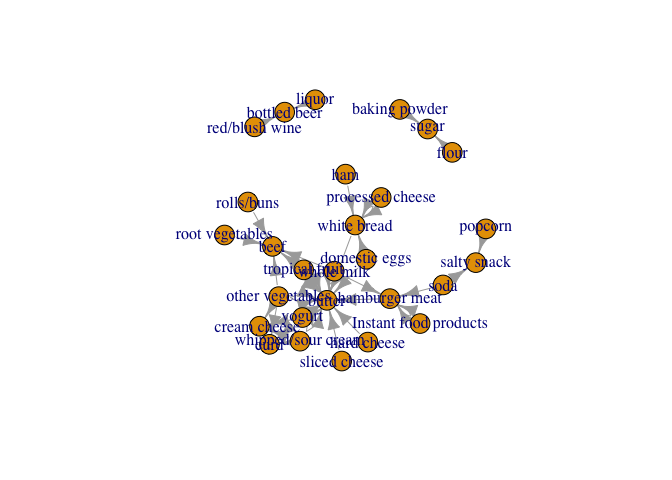 liquor
bottled beer
red/blush wine
baking powder
sugar
flour
ham
processed cheese
rolls/buns
white bread
popcorn
root vegetables
beef
domestic eggs
salty snack
tropical fruit
whole milk
soda
other vegetables
butter
hamburger meat
yogurt
Instant food products
cream cheese
whipped/sour cream
hard cheese
curd
sliced cheese